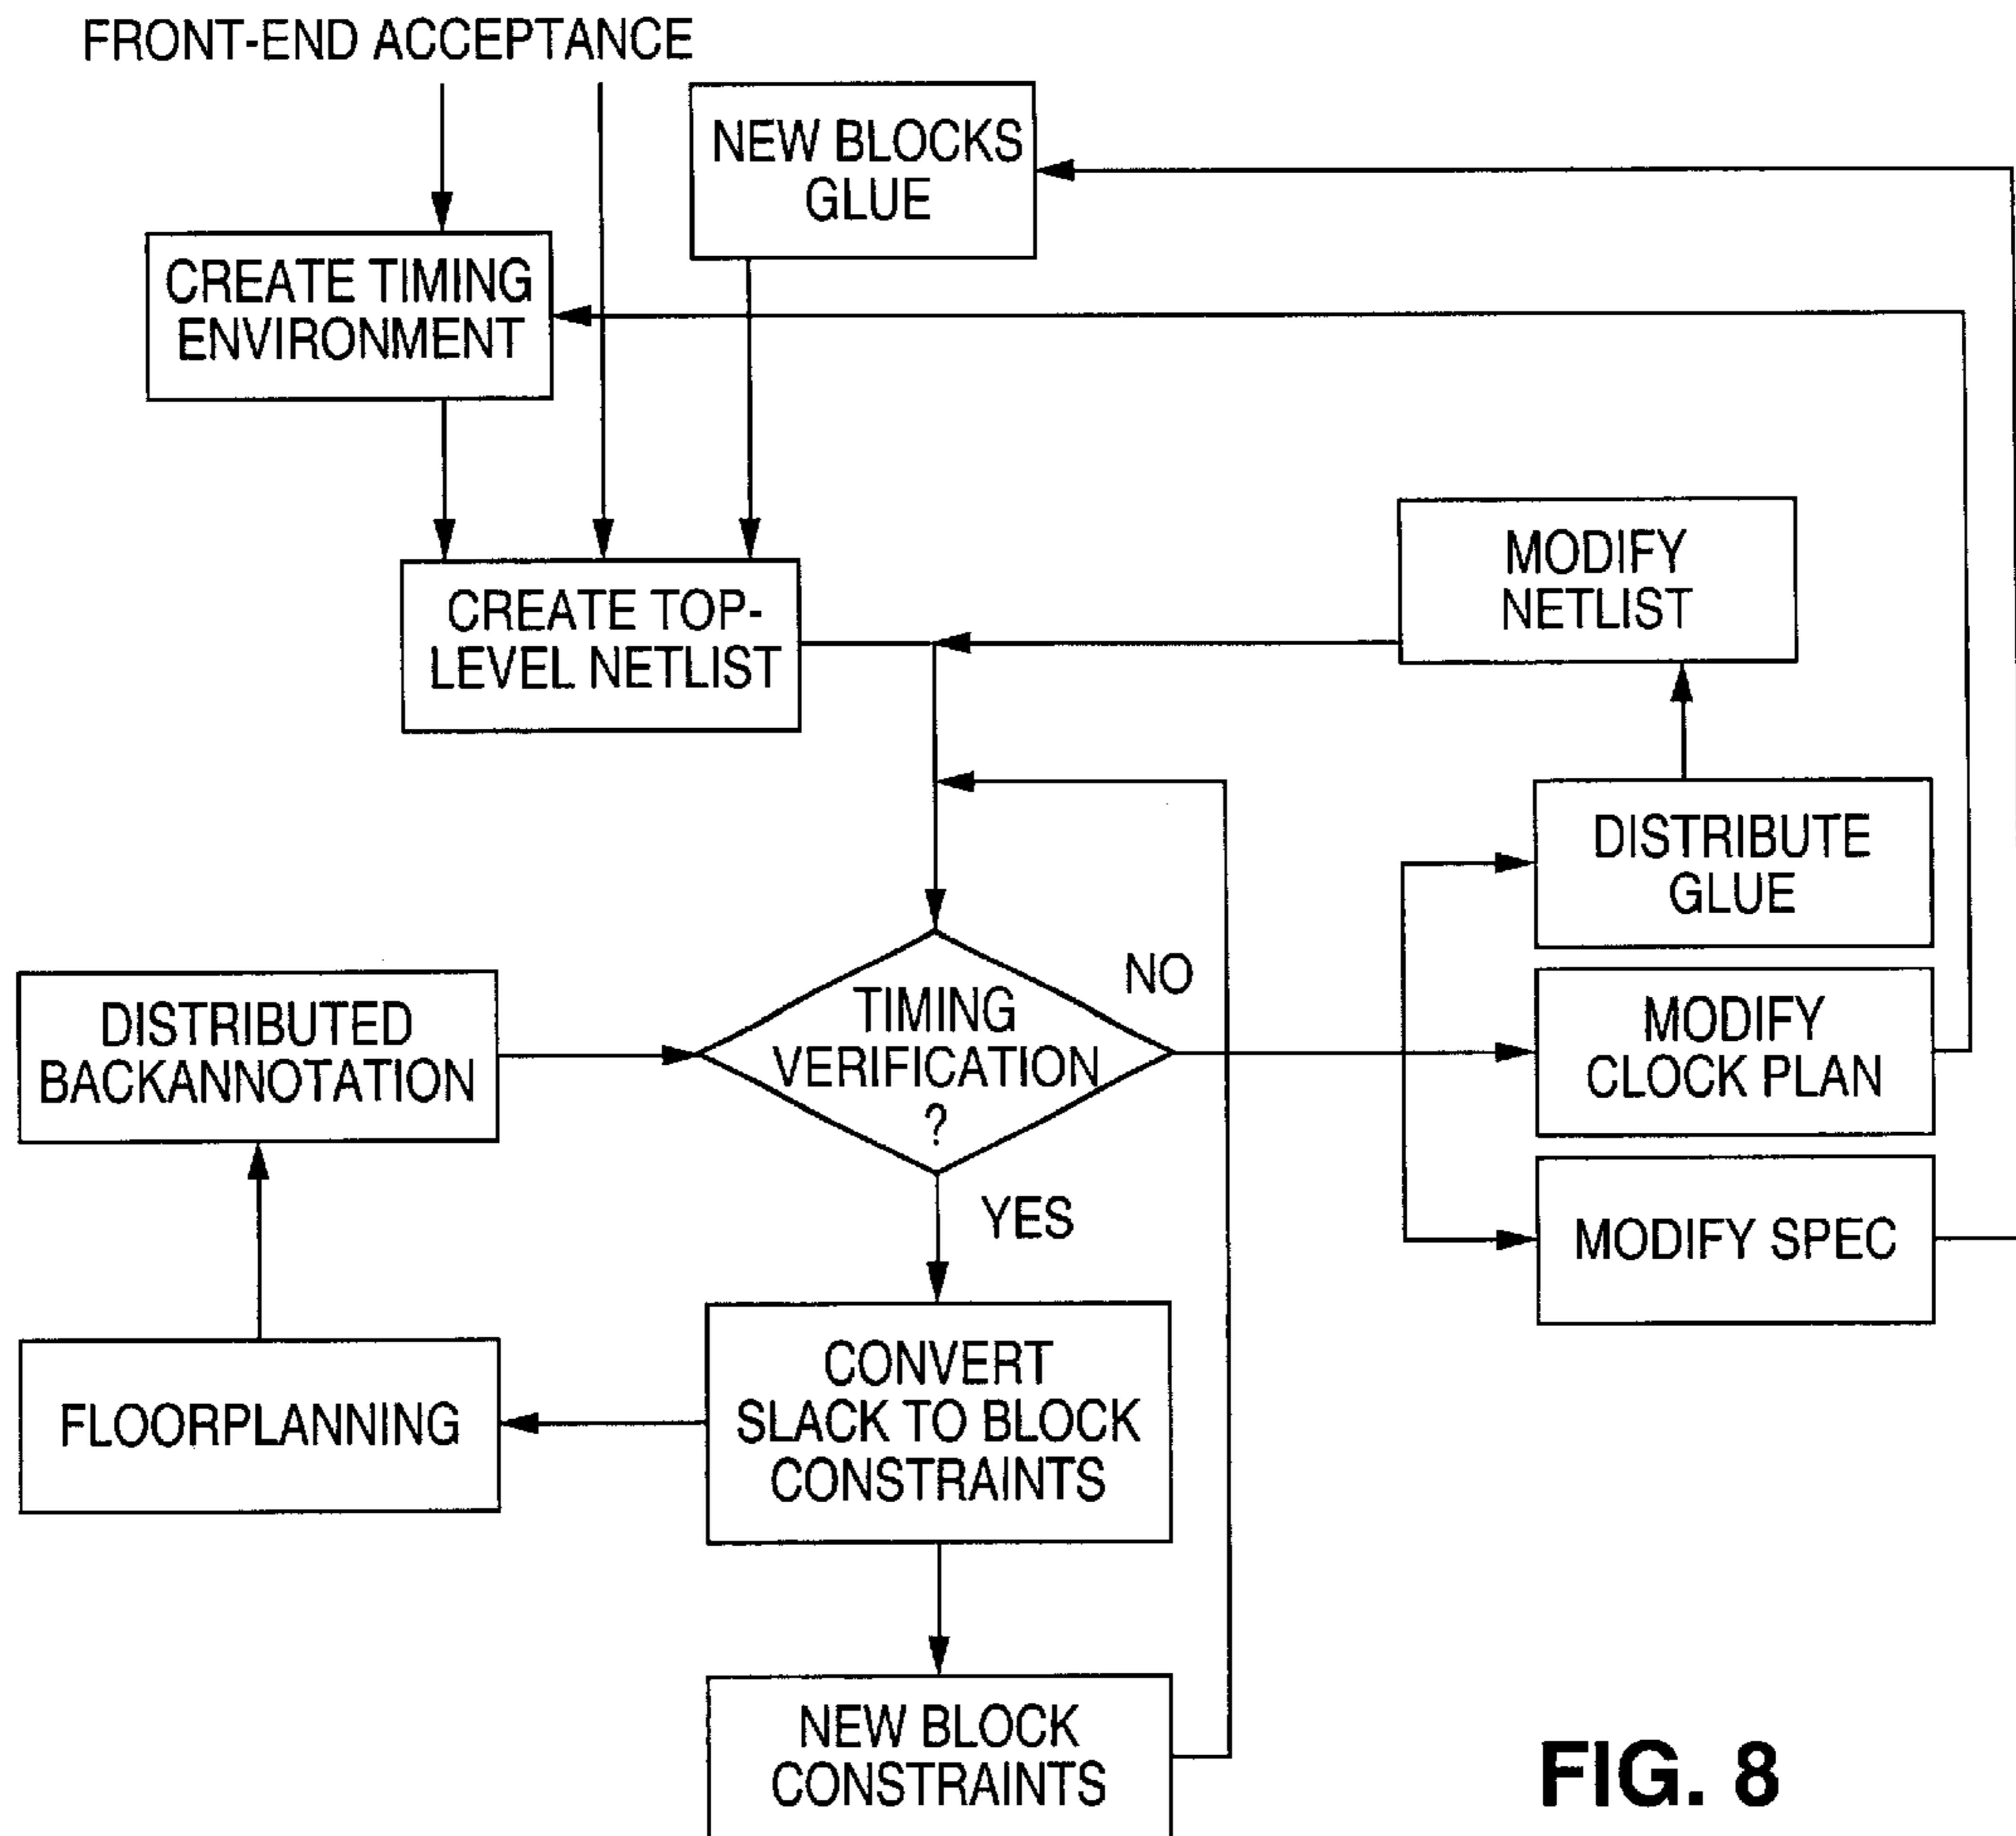 FRONT-END ACCEPTANCE
NEW BLOCKS
GLUE
CREATE TIMING
ENVIRONMENT
CREATE TOP-
LEVEL NETLIST
MODIFY
NETLIST
DISTRIBUTE
GLUE
DISTRIBUTED
BACKANNOTATION
TIMING
VERIFICATION
?
NO
MODIFY
CLOCK PLAN
YES
MODIFY SPEC
FLOORPLANNING
CONVERT
SLACK TO BLOCK
CONSTRAINTS
NEW BLOCK
CONSTRAINTS
FIG. 8